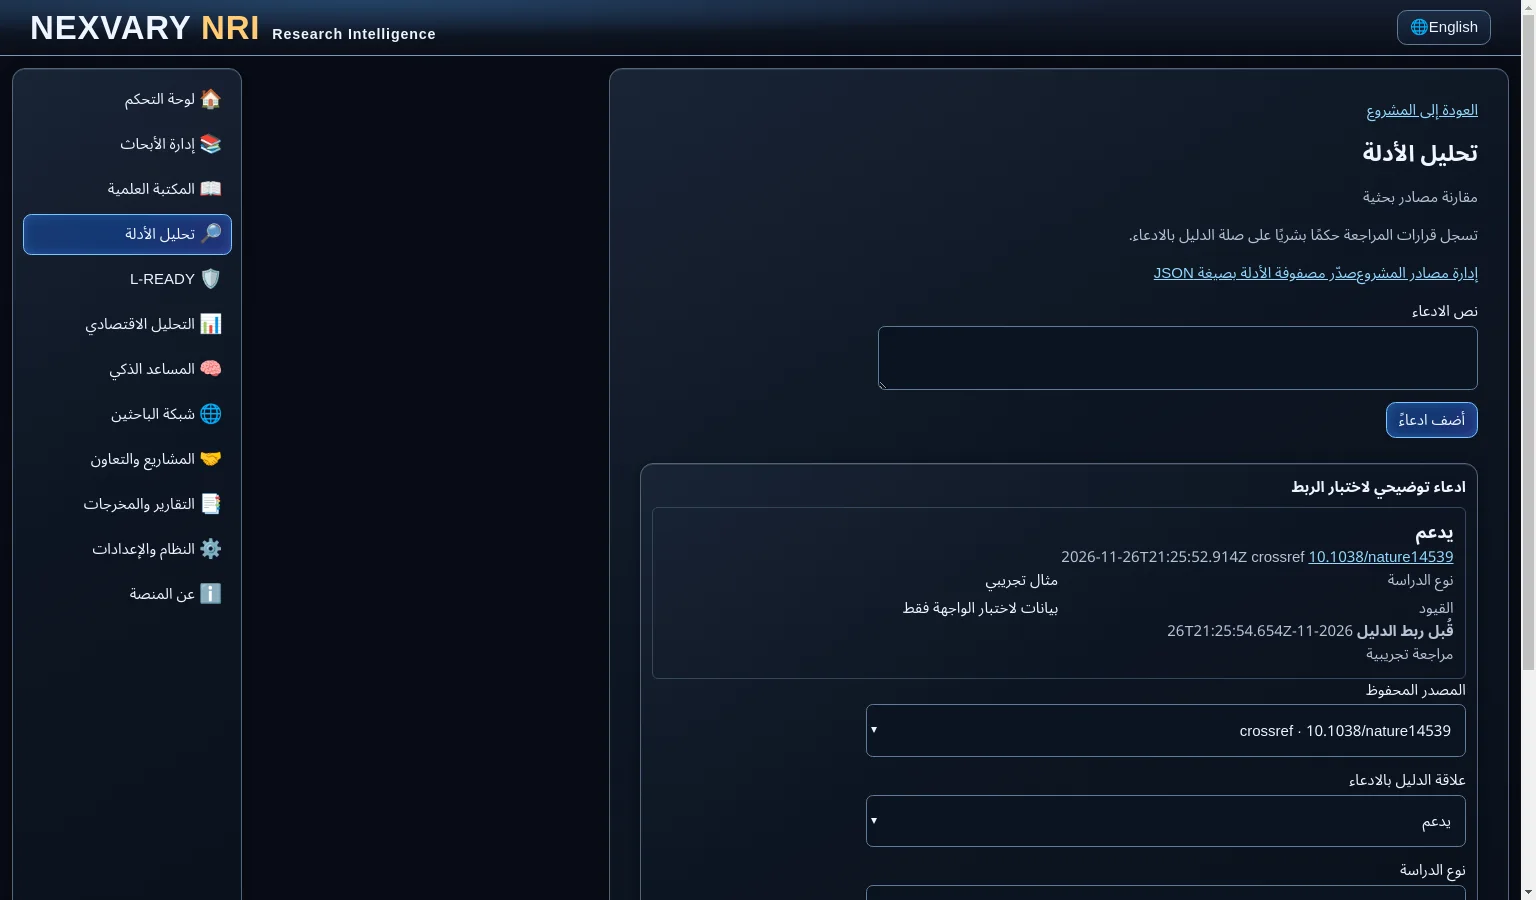 NEXVARY NRI Research Intelligence
🌐English
🏠 لوحة التحكم
📚 إدارة الأبحاث
📖 المكتبة العلمية
🔎 تحليل الأدلة
🛡️ L-READY
📊 التحليل الاقتصادي
🧠 المساعد الذكي
🌐 شبكة الباحثين
🤝 المشاريع والتعاون
📑 التقارير والمخرجات
⚙️ النظام والإعدادات
ℹ️ عن المنصة
العودة إلى المشروع
تحليل الأدلة
مقارنة مصادر بحثية
تسجل قرارات المراجعة حكمًا بشريًا على صلة الدليل بالادعاء.
إدارة مصادر المشروعصدّر مصفوفة الأدلة بصيغة JSON
نص الادعاء
أضف ادعاءً
ادعاء توضيحي لاختبار الربط
يدعم
10.1038/nature14539 crossref 2026-11-26T21:25:52.914Z
نوع الدراسة مثال تجريبي
القيود بيانات لاختبار الواجهة فقط
قُبل ربط الدليل 2026-11-26T21:25:54.654Z
مراجعة تجريبية
المصدر المحفوظ
crossref · 10.1038/nature14539
علاقة الدليل بالادعاء
يدعم
نوع الدراسة